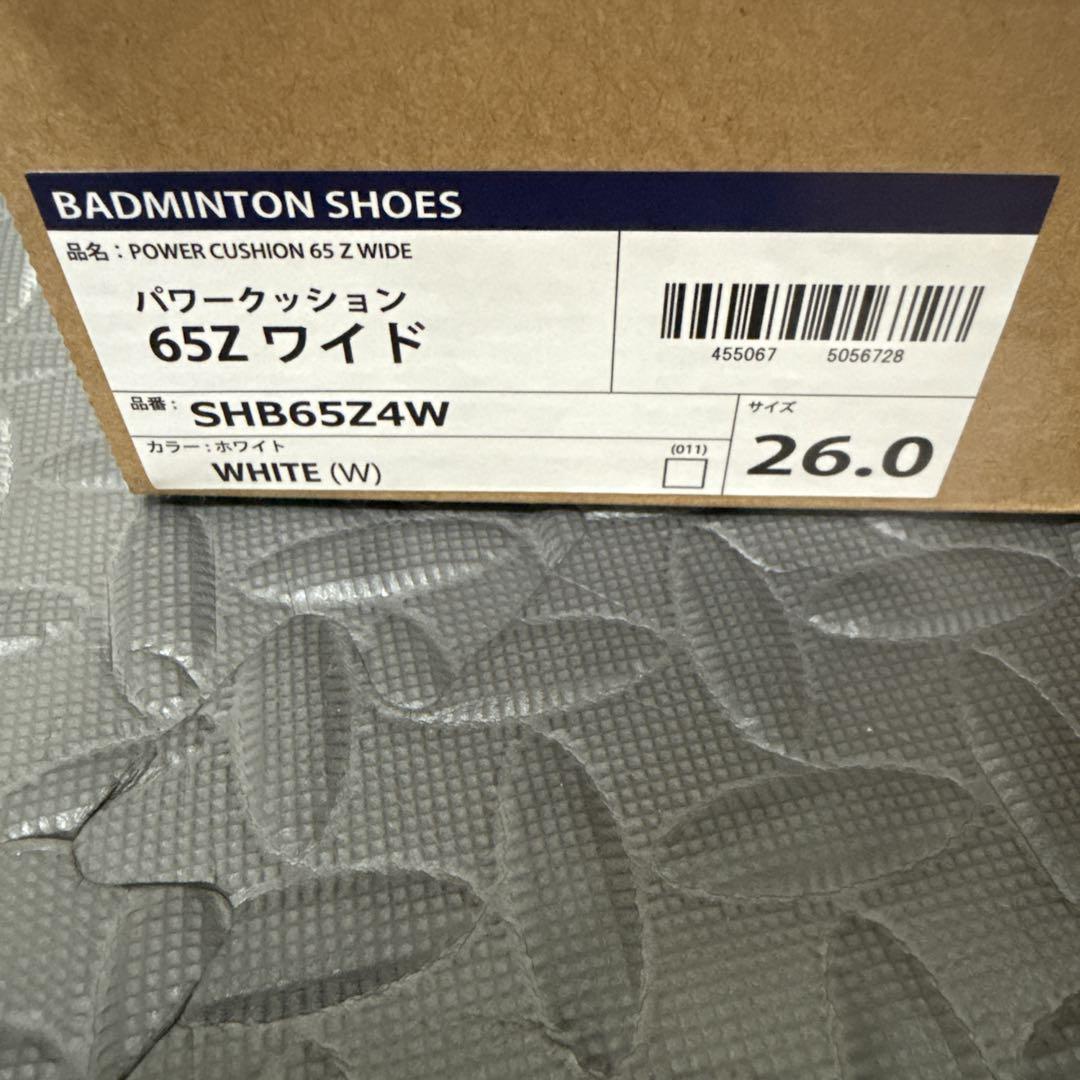 BADMINTON SHOES
品名：POWER CUSHION 65 Z WIDE
パワークッション
65Z ワイド
455067 5056728
品番：SHB65Z4W
カラー：ホワイト
WHITE (W)
(011)
サイズ
26.0